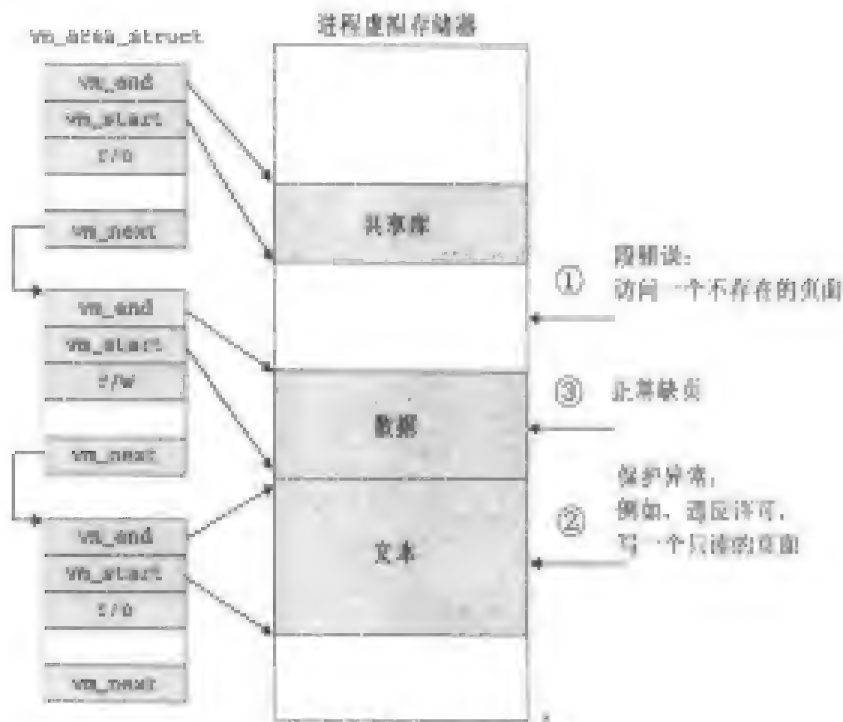 进程虚拟存储器
vm_area_struct
vm_end
vm_start
r/o
vm_next
共享库
① 段错误:
访问一个不存在的页面
vm_end
vm_start
r/w
vm_next
数据
③ 正常缺页
vm_end
vm_start
r/o
vm_next
文本
② 保护异常,
例如,违反许可,
写一个只读的页面